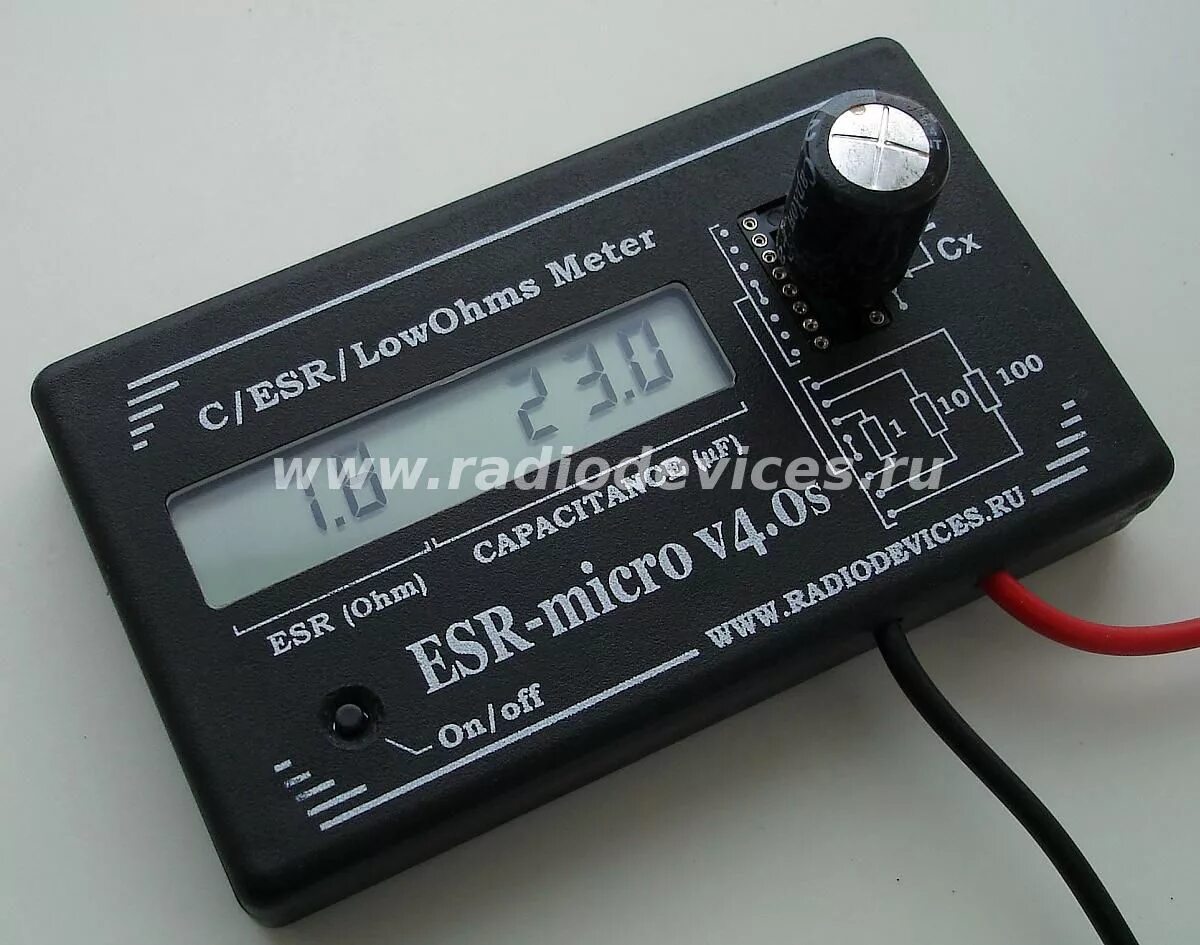 C/ESR/LowOhms Meter
Cx
1.8 23.0
www.radiodevices.ru
1 10 100
ESR (Ohm)
CAPACITANCE (µF)
ESR-micro v4.0s
WWW.RADIODEVICES.RU
On/off